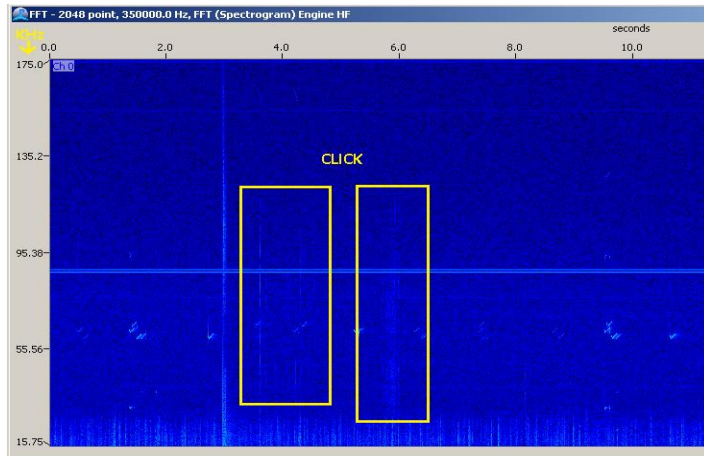 FFT - 2048 point, 350000.0 Hz, FFT (Spectrogram) Engine HF
seconds
KHz
0.0 2.0 4.0 6.0 8.0 10.0
175.0
Ch 0
135.2
CLICK
95.38
55.56
15.75